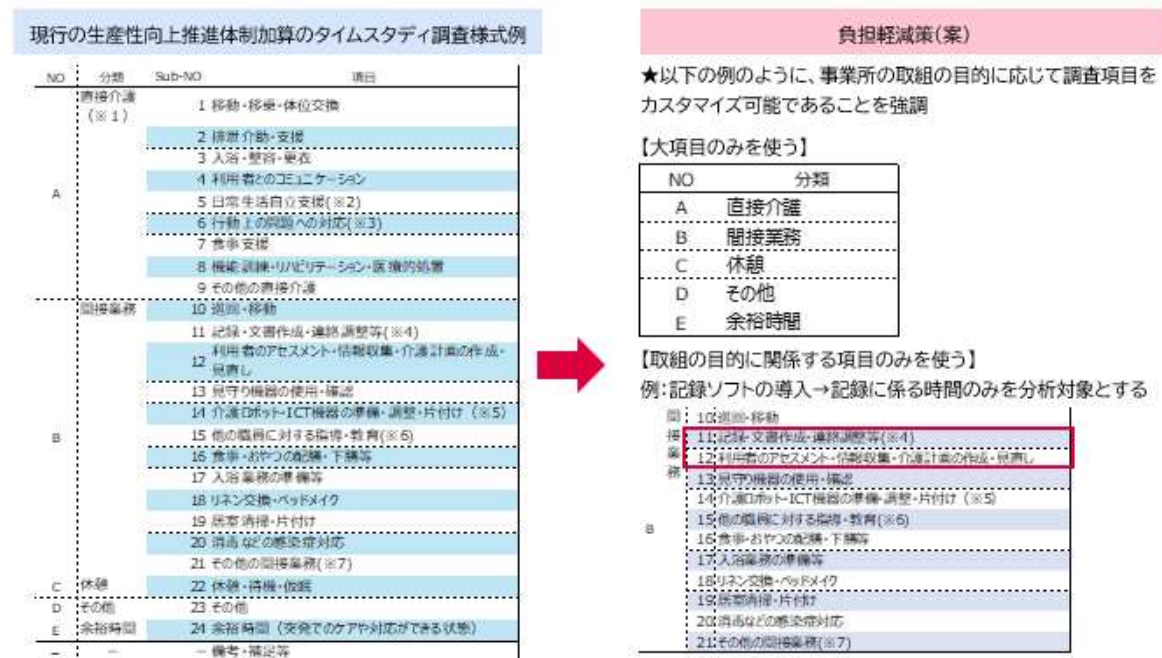 現行の生産性向上推進体制加算のタイムスタディ調査様式例
NO 分類 Sub-NO 項目
直接介護
(※1)
1 移動・移乗・体位交換
2 排泄介助・支援
3 入浴・整容・更衣
4 利用者とのコミュニケーション
A
5 日常生活自立支援(※2)
6 行動上の問題への対応(※3)
7 食事支援
8 機能訓練・リハビリテーション・医療的処置
9 その他の直接介護
間接業務 10 巡回・移動
11 記録・文書作成・連絡調整等(※4)
12 利用者のアセスメント・情報収集・介護計画の作成・
見直し
13 見守り機器の使用・確認
14 介護ロボット・ICT機器の準備・調整・片付け（※5）
B 15 他の職員に対する指導・教育(※6)
16 食事・おやつの配膳・下膳等
17 入浴業務の準備等
18 リネン交換・ベッドメイク
19 居室清掃・片付け
20 消毒などの感染症対応
21 その他の間接業務(※7)
C 休憩 22 休憩・待機・仮眠
D その他 23 その他
E 余裕時間 24 余裕時間（突発でのケアや対応ができる状態）
－ － － 備考・補足等
負担軽減策(案)
★以下の例のように、事業所の取組の目的に応じて調査項目を
カスタマイズ可能であることを強調
【大項目のみを使う】
NO 分類
A 直接介護
B 間接業務
C 休憩
D その他
E 余裕時間
【取組の目的に関係する項目のみを使う】
例：記録ソフトの導入→記録に係る時間のみを分析対象とする
間接業務
10 巡回・移動
11 記録・文書作成・連絡調整等(※4)
12 利用者のアセスメント・情報収集・介護計画の作成・見直し
13 見守り機器の使用・確認
14 介護ロボット・ICT機器の準備・調整・片付け（※5）
B 15 他の職員に対する指導・教育(※6)
16 食事・おやつの配膳・下膳等
17 入浴業務の準備等
18 リネン交換・ベッドメイク
19 居室清掃・片付け
20 消毒などの感染症対応
21 その他の間接業務(※7)